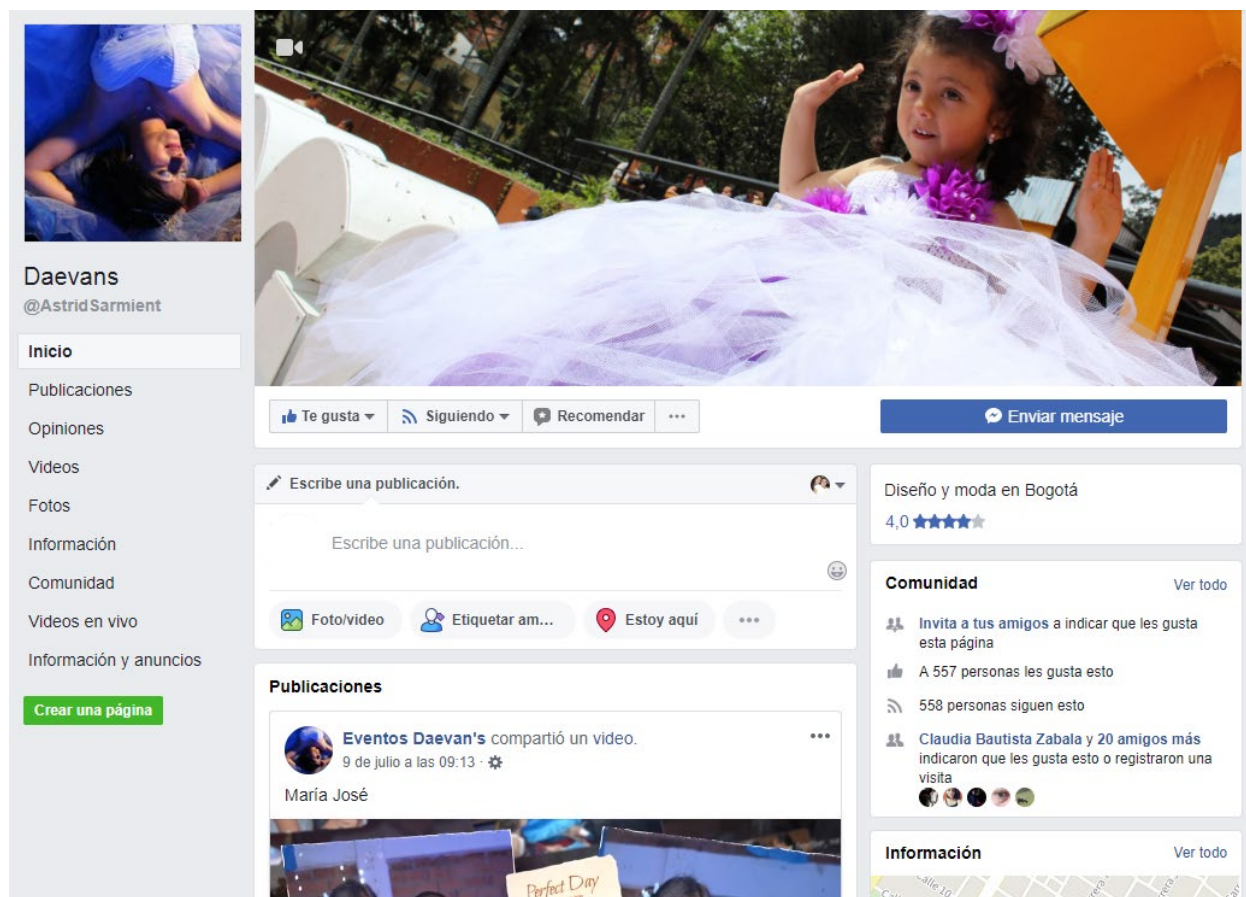 Daevans
@AstridSarmient
Inicio
Publicaciones
Opiniones
Videos
Fotos
Información
Comunidad
Videos en vivo
Información y anuncios
Crear una página
Te gusta
Siguiendo
Recomendar
Enviar mensaje
Escribe una publicación.
Escribe una publicación...
Foto/video
Etiquetar am...
Estoy aquí
Publicaciones
Eventos Daevan's compartió un video.
9 de julio a las 09:13 ·
María José
Perfect Day
Diseño y moda en Bogotá
4,0
Comunidad
Ver todo
Invita a tus amigos a indicar que les gusta
esta página
A 557 personas les gusta esto
558 personas siguen esto
Claudia Bautista Zabala y 20 amigos más
indicaron que les gusta esto o registraron una
visita
Información
Ver todo
Calle 10